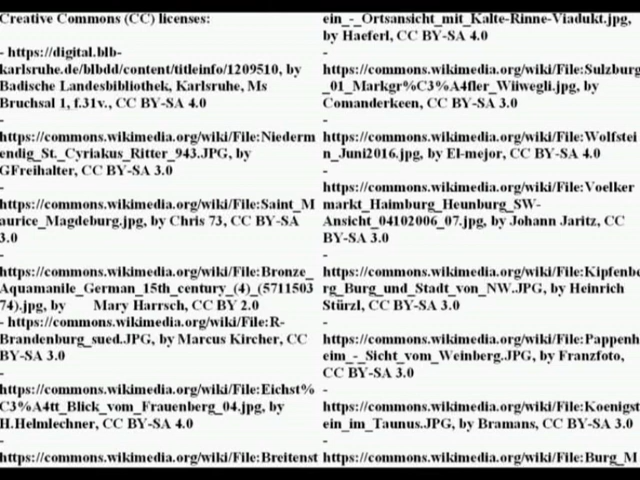 Creative Commons (CC) licenses:
- https://digital.blb-
karlsruhe.de/blbdd/content/titleinfo/1209510, by
Badische Landesbibliothek, Karlsruhe, Ms
Bruchsal 1, f.31v., CC BY-SA 4.0
-
https://commons.wikimedia.org/wiki/File:Niederm
endig_St._Cyriakus_Ritter_943.JPG, by
GFreihalter, CC BY-SA 3.0
-
https://commons.wikimedia.org/wiki/File:Saint_M
aurice_Magdeburg.jpg, by Chris 73, CC BY-SA
3.0
-
https://commons.wikimedia.org/wiki/File:Bronze_
Aquamanile_German_15th_century_(4)_(5711503
74).jpg, by Mary Harrsch, CC BY 2.0
- https://commons.wikimedia.org/wiki/File:R-
Brandenburg_sued.JPG, by Marcus Kircher, CC
BY-SA 3.0
-
https://commons.wikimedia.org/wiki/File:Eichst%
C3%A4tt_Blick_vom_Frauenberg_04.jpg, by
H.Helmlechner, CC BY-SA 4.0
-
https://commons.wikimedia.org/wiki/File:Breitenst
ein_-_Ortsansicht_mit_Kalte-Rinne-Viadukt.jpg,
by Haeferl, CC BY-SA 4.0
-
https://commons.wikimedia.org/wiki/File:Sulzburg
_01_Markgr%C3%A4fler_Wiiwegli.jpg, by
Comanderkeen, CC BY-SA 3.0
-
https://commons.wikimedia.org/wiki/File:Wolfstei
n_Juni2016.jpg, by El-mejor, CC BY-SA 4.0
-
https://commons.wikimedia.org/wiki/File:Voelker
markt_Haimburg_Heunburg_SW-
Ansicht_04102006_07.jpg, by Johann Jaritz, CC
BY-SA 3.0
-
https://commons.wikimedia.org/wiki/File:Kipfenbe
rg_Burg_und_Stadt_von_NW.JPG, by Heinrich
Stürzl, CC BY-SA 3.0
-
https://commons.wikimedia.org/wiki/File:Pappenh
eim_-_Sicht_vom_Weinberg.JPG, by Franzfoto,
CC BY-SA 3.0
-
https://commons.wikimedia.org/wiki/File:Koenigst
ein_im_Taunus.JPG, by Bramans, CC BY-SA 3.0
-
https://commons.wikimedia.org/wiki/File:Burg_M